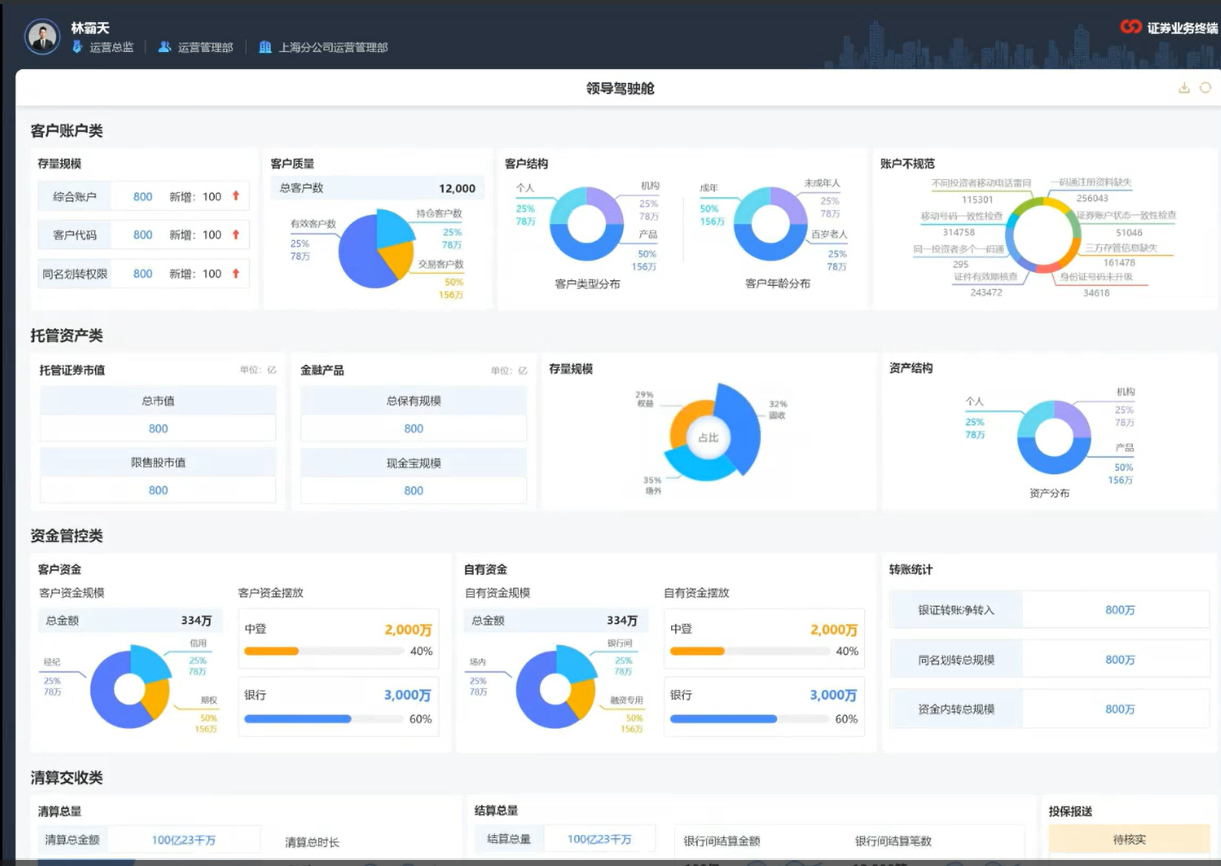 林霸天
运营总监 运营管理部 上海分公司运营管理部
证券业务终端
领导驾驶舱
客户账户类
存量规模
综合账户 800 新增: 100
客户代码 800 新增: 100
同名划转权限 800 新增: 100
客户质量
总客户数 12,000
有效客户数
25%
78万
持仓客户数
25%
78万
交易客户数
50%
156万
客户结构
个人
25%
78万
机构
25%
78万
产品
50%
156万
客户类型分布
成年
50%
156万
未成年人
25%
78万
百岁老人
25%
78万
客户年龄分布
账户不规范
不同投资者移动电话雷同
115301
移动号码一致性检查
314758
同一投资者多个一码通
295
证件有效期核查
243472
一码通注册资料缺失
256043
证券账户状态一致性检查
51046
三方存管信息缺失
161478
身份证号码未升级
34618
托管资产类
托管证券市值 单位: 亿
总市值
800
限售股市值
800
金融产品 单位: 亿
总保有规模
800
现金宝规模
800
存量规模
29%
权益
32%
固收
35%
场外
占比
资产结构
个人
25%
78万
机构
25%
78万
产品
50%
156万
资产分布
资金管控类
客户资金
客户资金规模
总金额 334万
经纪
25%
78万
信用
25%
78万
期权
50%
156万
客户资金摆放
中登 2,000万
40%
银行 3,000万
60%
自有资金
自有资金规模
总金额 334万
场内
25%
78万
银行间
25%
78万
融资专用
50%
156万
自有资金摆放
中登 2,000万
40%
银行 3,000万
60%
转账统计
银证转账净转入 800万
同名划转总规模 800万
资金内转总规模 800万
清算交收类
清算总量
清算总金额 100亿23千万 清算总时长
结算总量
结算总量 100亿23千万 银行间结算金额 银行间结算笔数
投保报送
待核实